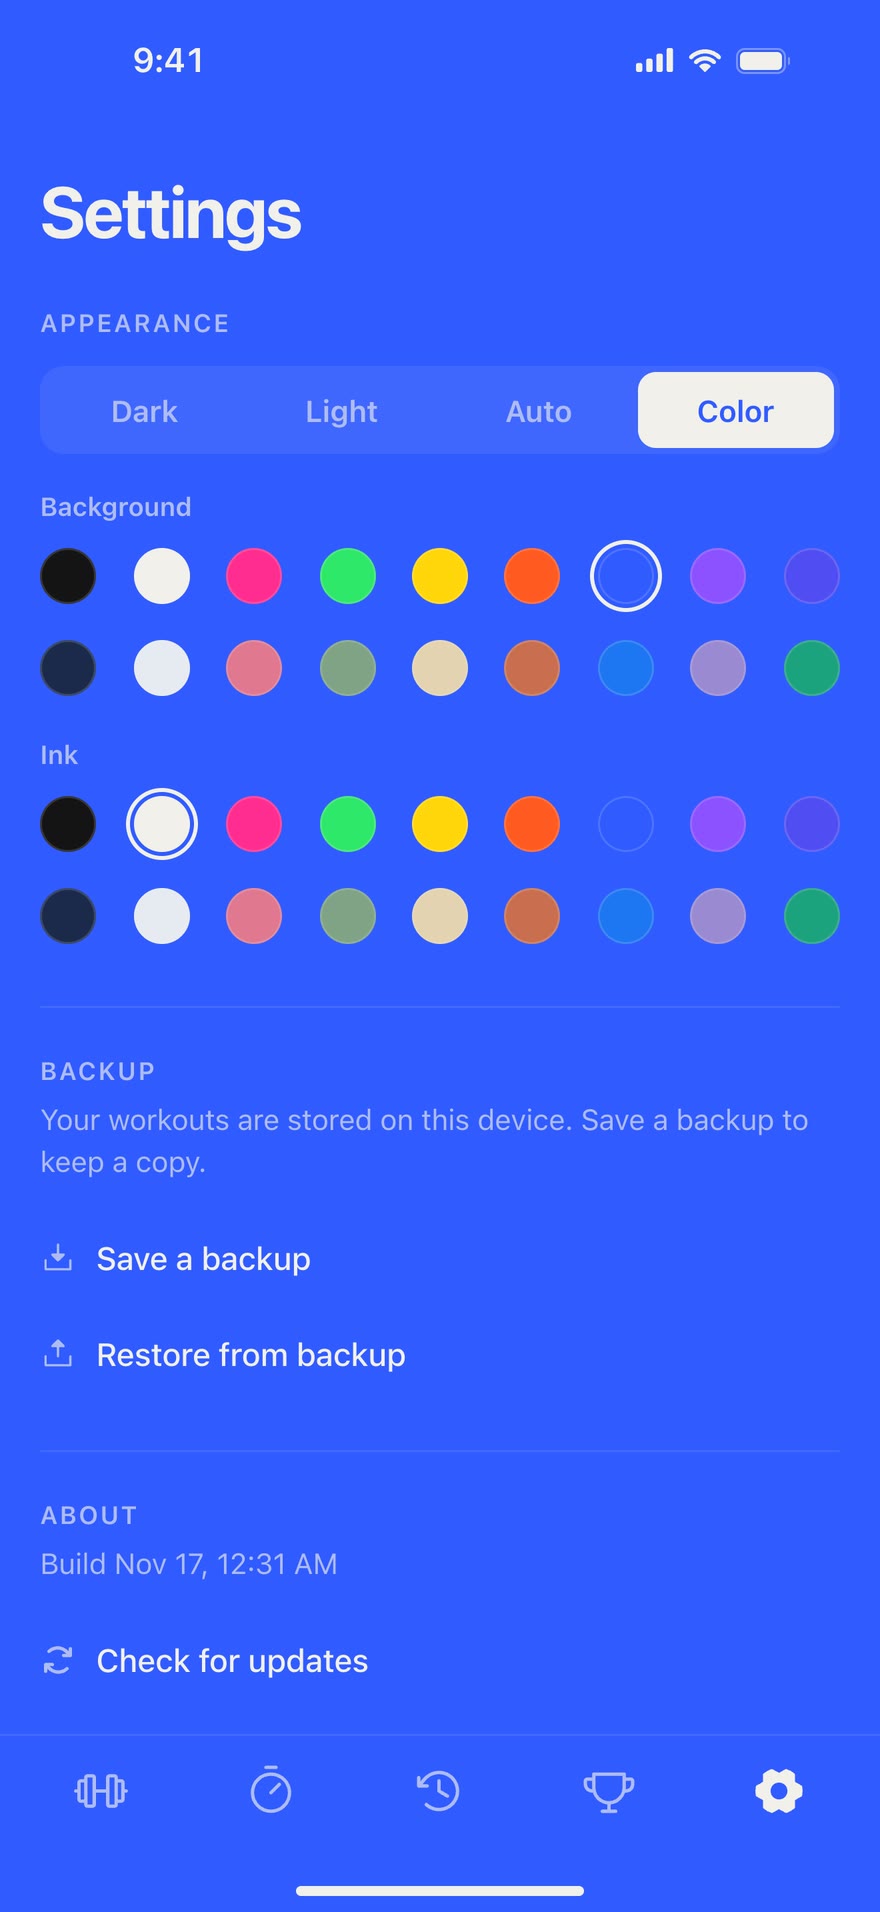 9:41
Settings
APPEARANCE
Dark Light Auto Color
Background
Ink
BACKUP
Your workouts are stored on this device. Save a backup to
keep a copy.
Save a backup
Restore from backup
ABOUT
Build Nov 17, 12:31 AM
Check for updates